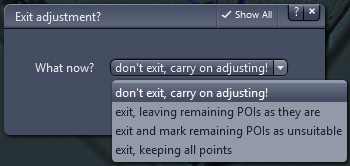 Exit adjustment?
✓ Show All
? ×
What now? don't exit, carry on adjusting!
don't exit, carry on adjusting!
exit, leaving remaining POIs as they are
exit and mark remaining POIs as unsuitable
exit, keeping all points